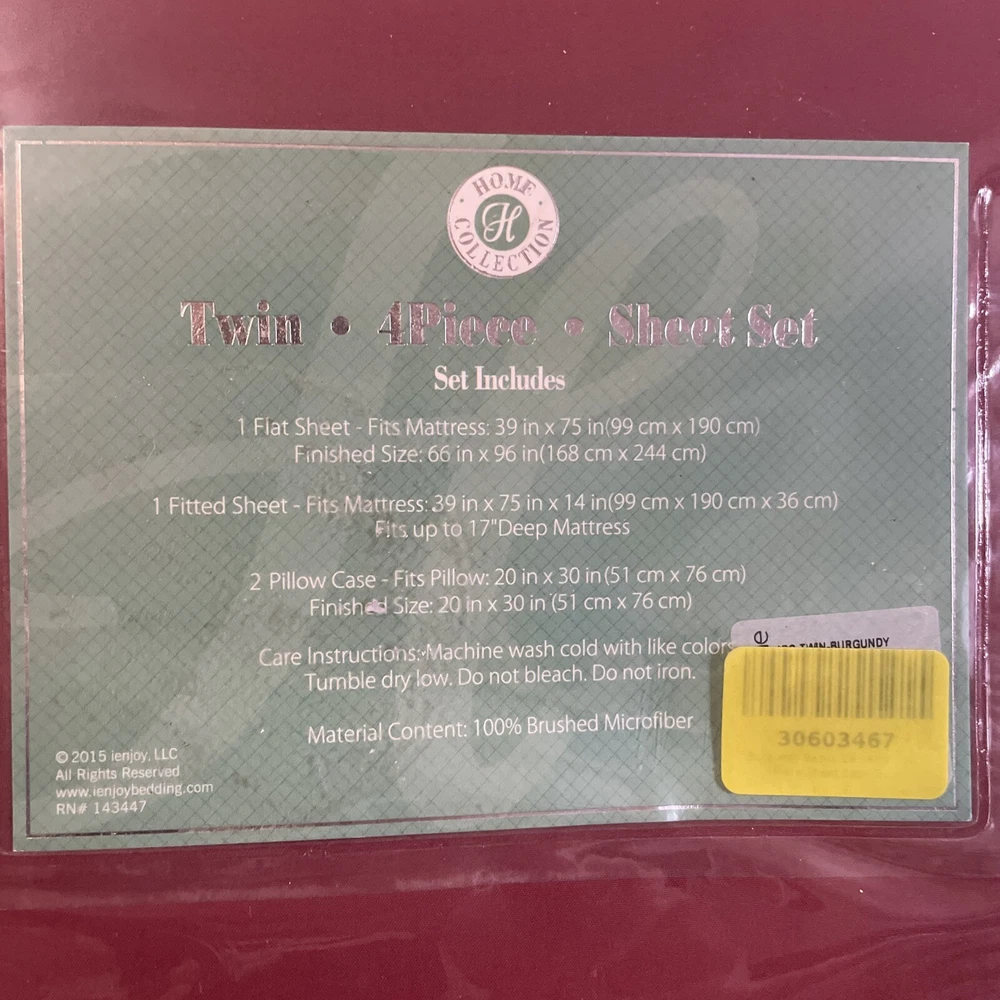 HOME
H
COLLECTION
Twin • 4Piece • Sheet Set
Set Includes
1 Flat Sheet - Fits Mattress: 39 in x 75 in(99 cm x 190 cm)
Finished Size: 66 in x 96 in(168 cm x 244 cm)
1 Fitted Sheet - Fits Mattress: 39 in x 75 in x 14 in(99 cm x 190 cm x 36 cm)
Fits up to 17"Deep Mattress
2 Pillow Case - Fits Pillow: 20 in x 30 in(51 cm x 76 cm)
Finished Size: 20 in x 30 in (51 cm x 76 cm)
Care Instructions: Machine wash cold with like colors
Tumble dry low. Do not bleach. Do not iron.
Material Content: 100% Brushed Microfiber
TWIN-BURGUNDY
30603467
© 2015 ienjoy, LLC
All Rights Reserved
www.ienjoybedding.com
RN# 143447